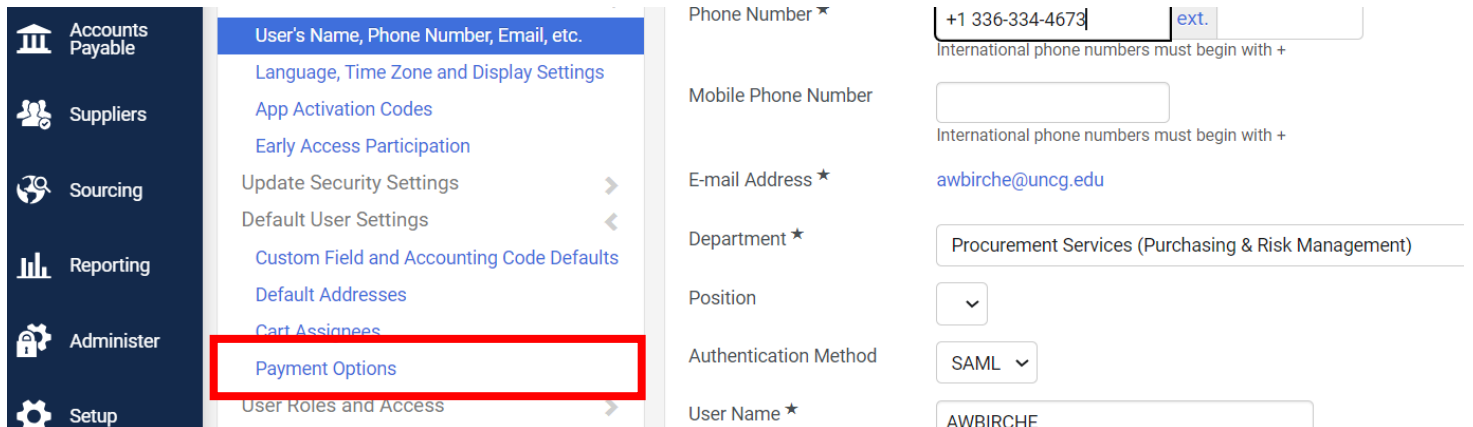 Accounts
Payable
Suppliers
Sourcing
Reporting
Administer
Setup
User's Name, Phone Number, Email, etc.
Language, Time Zone and Display Settings
App Activation Codes
Early Access Participation
Update Security Settings
Default User Settings
Custom Field and Accounting Code Defaults
Default Addresses
Cart Assignees
Payment Options
User Roles and Access
Phone Number ★
+1 336-334-4673
ext.
International phone numbers must begin with +
Mobile Phone Number
International phone numbers must begin with +
E-mail Address ★
awbirche@uncg.edu
Department ★
Procurement Services (Purchasing & Risk Management)
Position
Authentication Method
SAML
User Name ★
AWBIRCHE